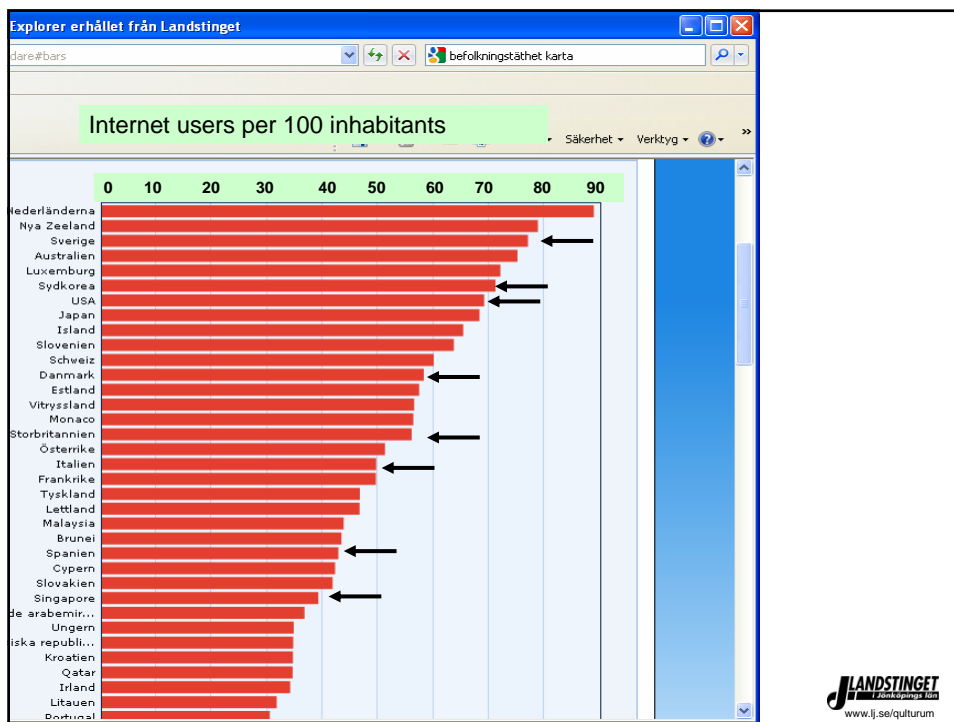 Explorer erhållet från Landstinget
dare#bars
befolkningstäthet karta
Internet users per 100 inhabitants
Säkerhet
Verktyg
0 10 20 30 40 50 60 70 80 90
Nederländerna
Nya Zeeland
Sverige
Australien
Luxemburg
Sydkorea
USA
Japan
Island
Slovenien
Schweiz
Danmark
Estland
Vitryssland
Monaco
Storbritannien
Österrike
Italien
Frankrike
Tyskland
Lettland
Malaysia
Brunei
Spanien
Cypern
Slovakien
Singapore
de arabemir...
Ungern
iska republi...
Kroatien
Qatar
Irland
Litauen
Portugal
LANDSTINGET
i Jönköpings län
www.lj.se/qulturum